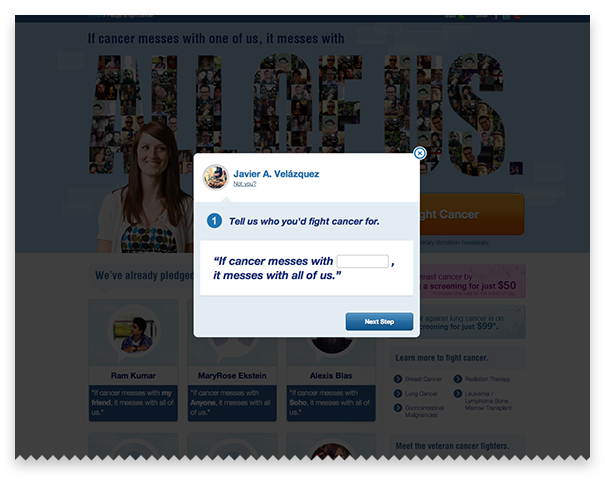 If cancer messes with one of us, it messes with
ALL OF US.
Javier A. Velázquez
Not you?
1 Tell us who you'd fight cancer for.
“If cancer messes with ,
it messes with all of us.”
Next Step
ght Cancer
We've already pledged
Ram Kumar
"If cancer messes with my
friend, it messes with all of
us."
MaryRose Ekstein
"If cancer messes with
Anyone, it messes with all
of us."
Alexis Blas
"If cancer messes with
Soho, it messes with all of
us."
east cancer by
a screening for just $50
against lung cancer is on
screening for just $99*.
Learn more to fight cancer.
Breast Cancer
Radiation Therapy
Lung Cancer
Leukemia /
Lymphoma Bone
Marrow Transplant
Gastrointestinal
Malignancies
Meet the veteran cancer fighters.